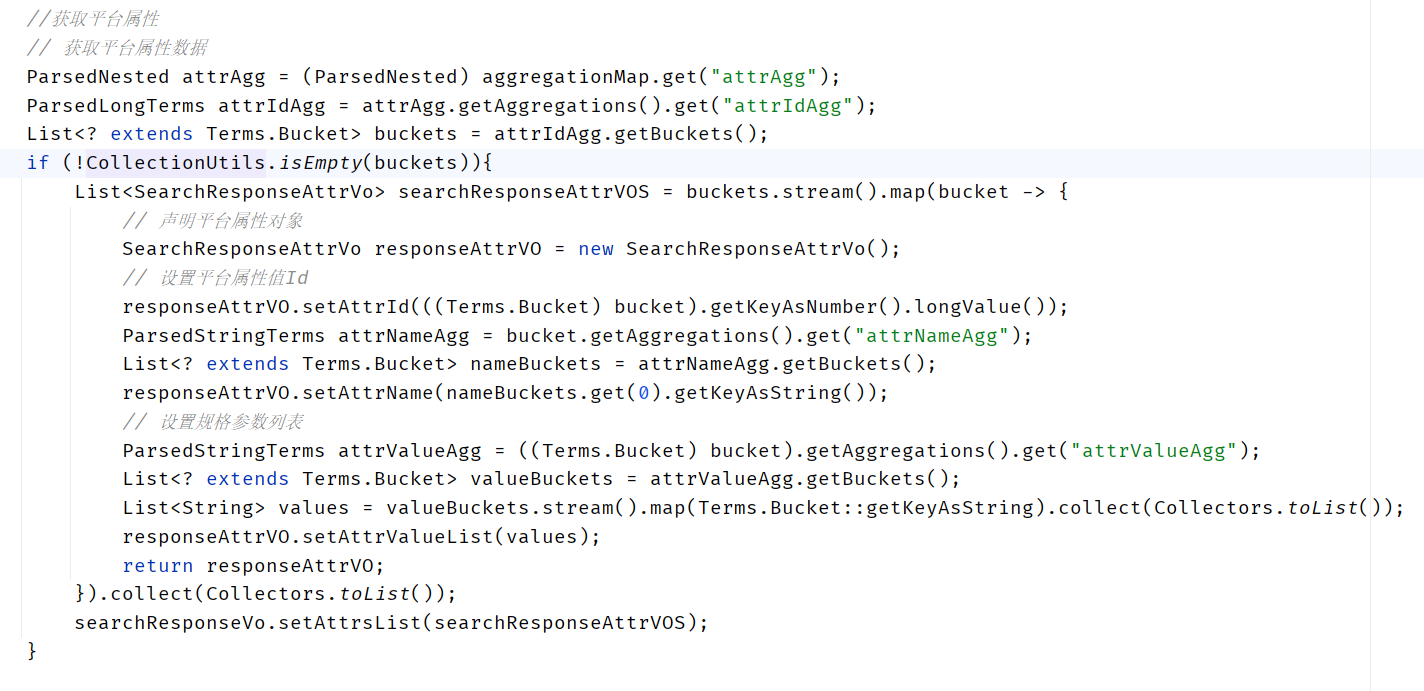 //获取平台属性
// 获取平台属性数据
ParsedNested attrAgg = (ParsedNested) aggregationMap.get("attrAgg");
ParsedLongTerms attrIdAgg = attrAgg.getAggregations().get("attrIdAgg");
List<? extends Terms.Bucket> buckets = attrIdAgg.getBuckets();
if (!CollectionUtils.isEmpty(buckets)){
    List<SearchResponseAttrVo> searchResponseAttrVOS = buckets.stream().map(bucket -> {
        // 声明平台属性对象
        SearchResponseAttrVo responseAttrVO = new SearchResponseAttrVo();
        // 设置平台属性值Id
        responseAttrVO.setAttrId(((Terms.Bucket) bucket).getKeyAsNumber().longValue());
        ParsedStringTerms attrNameAgg = bucket.getAggregations().get("attrNameAgg");
        List<? extends Terms.Bucket> nameBuckets = attrNameAgg.getBuckets();
        responseAttrVO.setAttrName(nameBuckets.get(0).getKeyAsString());
        // 设置规格参数列表
        ParsedStringTerms attrValueAgg = ((Terms.Bucket) bucket).getAggregations().get("attrValueAgg");
        List<? extends Terms.Bucket> valueBuckets = attrValueAgg.getBuckets();
        List<String> values = valueBuckets.stream().map(Terms.Bucket::getKeyAsString).collect(Collectors.toList());
        responseAttrVO.setAttrValueList(values);
        return responseAttrVO;
    }).collect(Collectors.toList());
    searchResponseVo.setAttrsList(searchResponseAttrVOS);
}